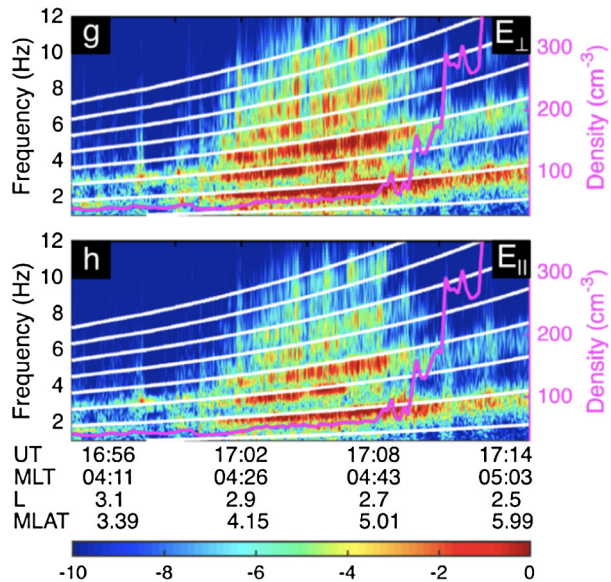 g
E⊥
12
10
8
6
4
2
Frequency (Hz)
300
200
100
Density (cm-3)
h
E||
12
10
8
6
4
2
Frequency (Hz)
300
200
100
Density (cm-3)
UT 16:56 17:02 17:08 17:14
MLT 04:11 04:26 04:43 05:03
L 3.1 2.9 2.7 2.5
MLAT 3.39 4.15 5.01 5.99
-10 -8 -6 -4 -2 0